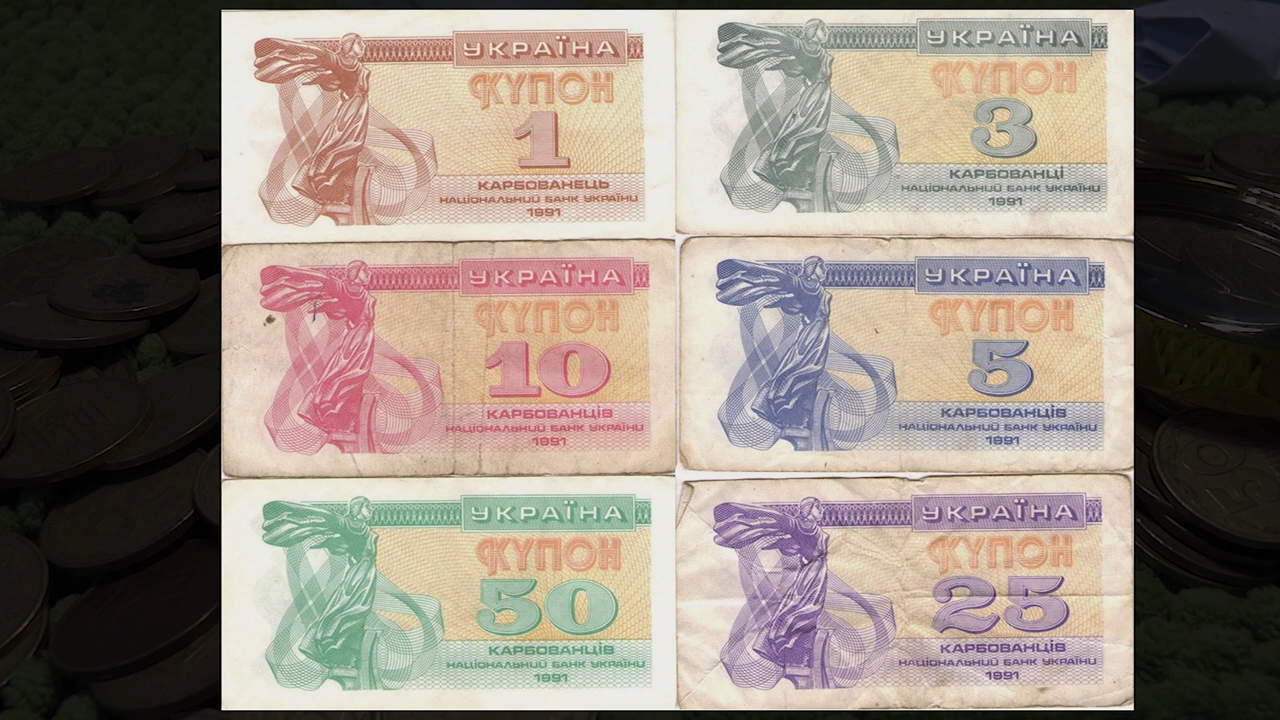 УКРАЇНА
КУПОН
1
КАРБОВАНЕЦЬ
НАЦІОНАЛЬНИЙ БАНК УКРАЇНИ
1991
УКРАЇНА
КУПОН
3
КАРБОВАНЦІ
НАЦІОНАЛЬНИЙ БАНК УКРАЇНИ
1991
УКРАЇНА
КУПОН
10
КАРБОВАНЦІВ
НАЦІОНАЛЬНИЙ БАНК УКРАЇНИ
1991
УКРАЇНА
КУПОН
5
КАРБОВАНЦІВ
НАЦІОНАЛЬНИЙ БАНК УКРАЇНИ
1991
УКРАЇНА
КУПОН
50
КАРБОВАНЦІВ
НАЦІОНАЛЬНИЙ БАНК УКРАЇНИ
1991
УКРАЇНА
КУПОН
25
КАРБОВАНЦІВ
НАЦІОНАЛЬНИЙ БАНК УКРАЇНИ
1991